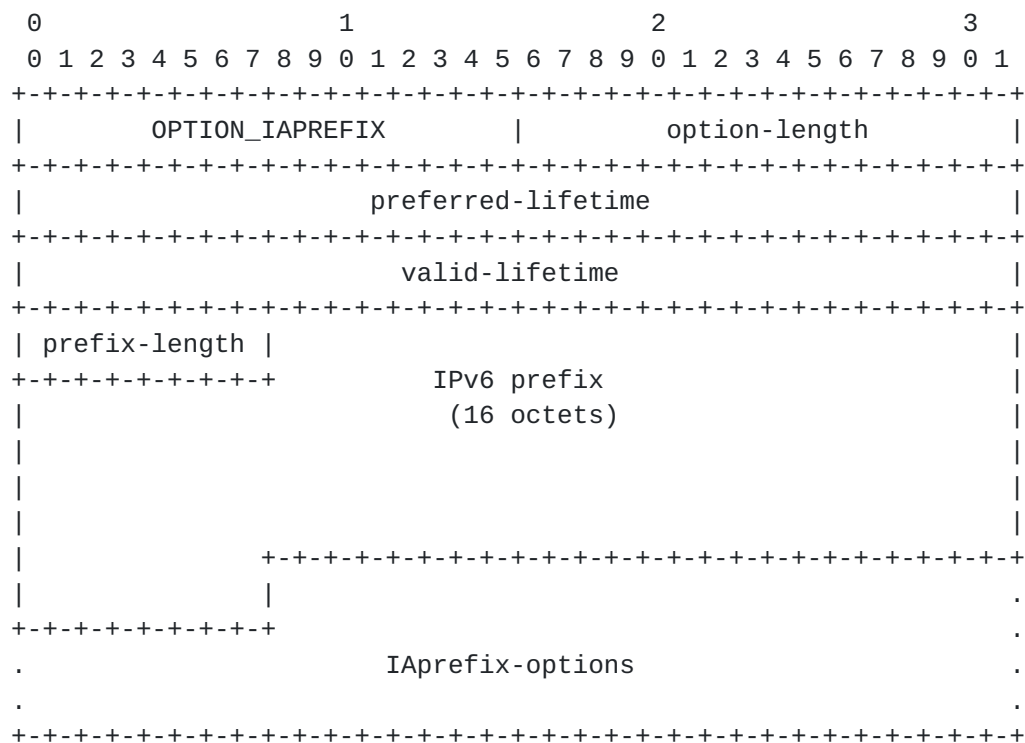 0                   1                   2                   3
 0 1 2 3 4 5 6 7 8 9 0 1 2 3 4 5 6 7 8 9 0 1 2 3 4 5 6 7 8 9 0 1
+-+-+-+-+-+-+-+-+-+-+-+-+-+-+-+-+-+-+-+-+-+-+-+-+-+-+-+-+-+-+-+-+
|        OPTION_IAPREFIX        |         option-length         |
+-+-+-+-+-+-+-+-+-+-+-+-+-+-+-+-+-+-+-+-+-+-+-+-+-+-+-+-+-+-+-+-+
|                      preferred-lifetime                       |
+-+-+-+-+-+-+-+-+-+-+-+-+-+-+-+-+-+-+-+-+-+-+-+-+-+-+-+-+-+-+-+-+
|                        valid-lifetime                         |
+-+-+-+-+-+-+-+-+-+-+-+-+-+-+-+-+-+-+-+-+-+-+-+-+-+-+-+-+-+-+-+-+
| prefix-length |                                               |
+-+-+-+-+-+-+-+-+          IPv6 prefix                          |
|                           (16 octets)                         |
|                                                               |
|                                                               |
|                                                               |
|               +-+-+-+-+-+-+-+-+-+-+-+-+-+-+-+-+-+-+-+-+-+-+-+-+
|               |                                               .
+-+-+-+-+-+-+-+-+                                               .
.                       IAprefix-options                        .
.                                                               .
+-+-+-+-+-+-+-+-+-+-+-+-+-+-+-+-+-+-+-+-+-+-+-+-+-+-+-+-+-+-+-+-+